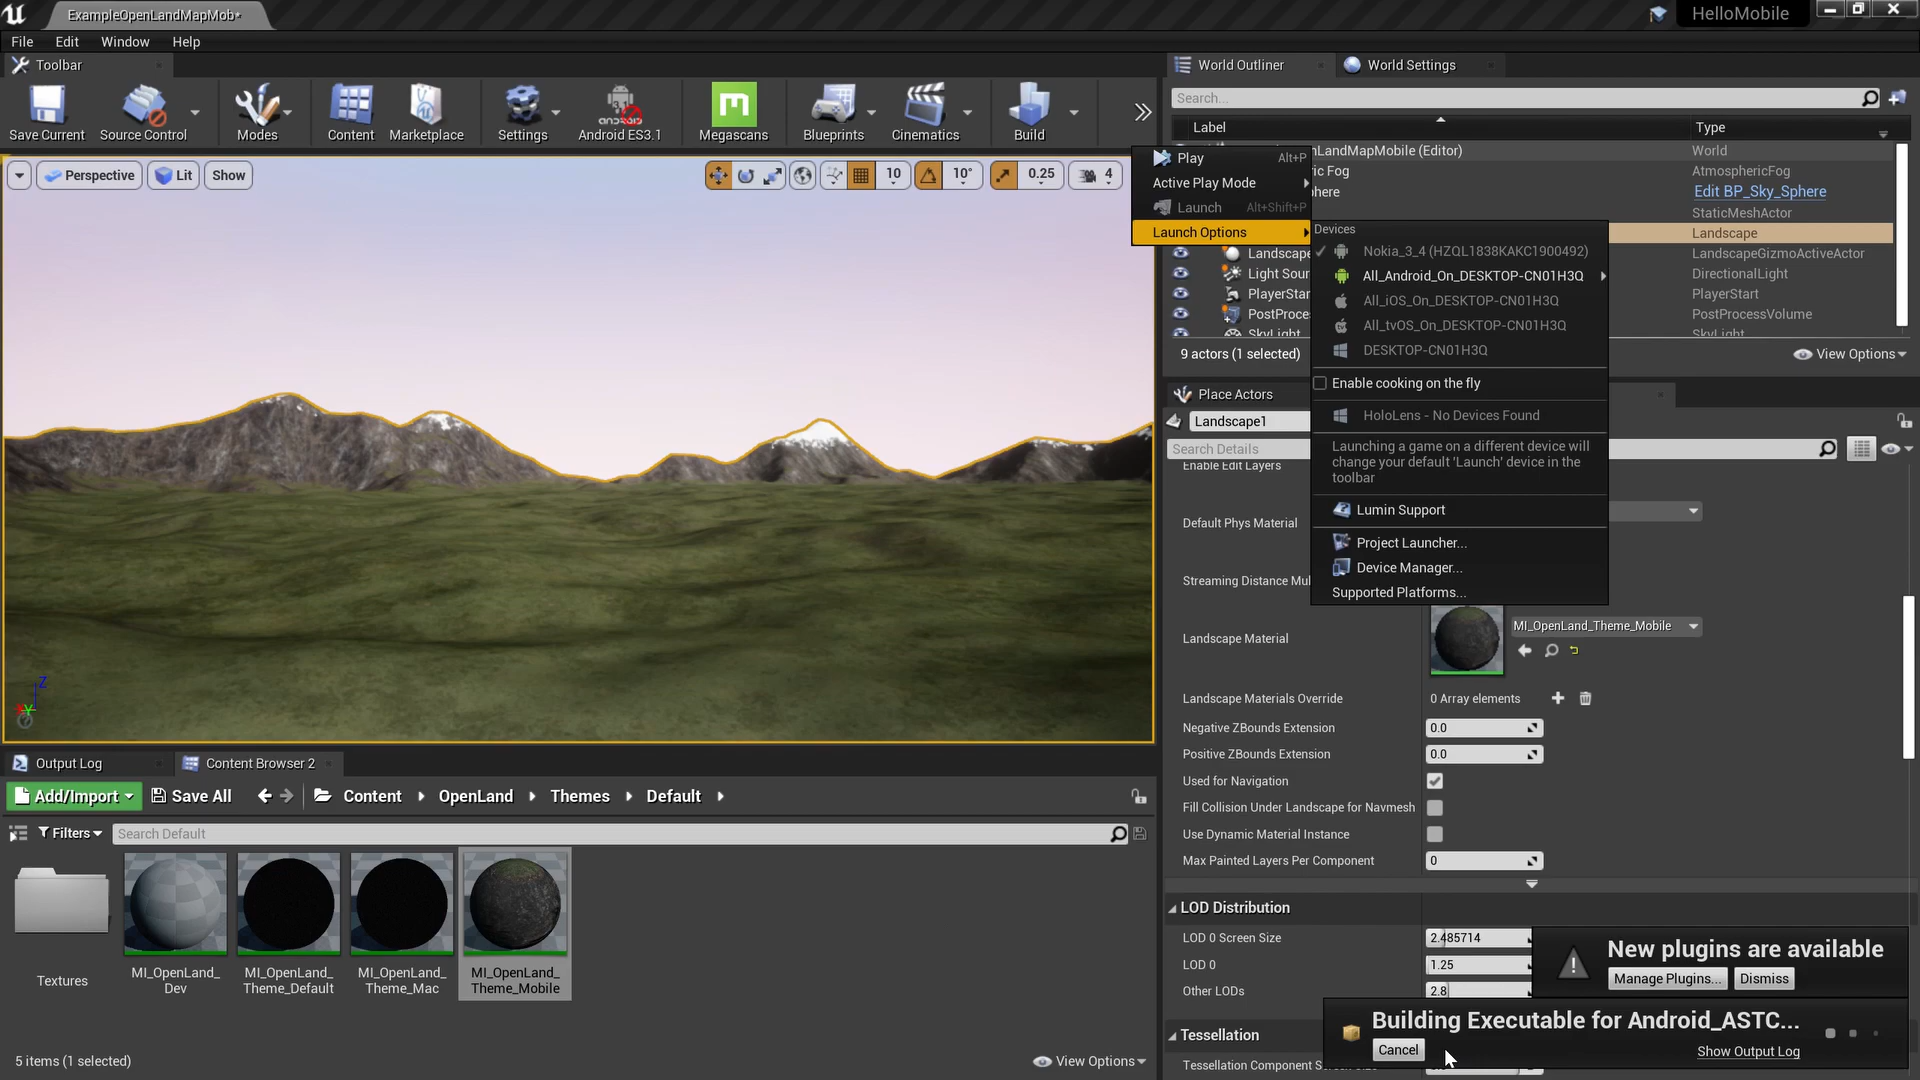 ExampleOpenLandMapMob*
HelloMobile
File Edit Window Help
Toolbar
World Outliner
World Settings
Save Current
Source Control
Modes
Content
Marketplace
Settings
Android ES3.1
Megascans
Blueprints
Cinematics
Build
Search...
Label
Type
Perspective
Lit
Show
10
10°
0.25
4
Play Alt+P
Active Play Mode
Launch Alt+Shift+P
Launch Options
enLandMapMobile (Editor) World
ric Fog AtmosphericFog
here Edit BP_Sky_Sphere
StaticMeshActor
Landscape
Landscape LandscapeGizmoActiveActor
Light Sour DirectionalLight
PlayerStar PlayerStart
PostProces PostProcessVolume
SkyLight SkyLight
Devices
Nokia_3_4 (HZQL1838KAKC1900492)
All_Android_On_DESKTOP-CN01H3Q
All_iOS_On_DESKTOP-CN01H3Q
All_tvOS_On_DESKTOP-CN01H3Q
DESKTOP-CN01H3Q
Enable cooking on the fly
HoloLens - No Devices Found
Launching a game on a different device will
change your default 'Launch' device in the
toolbar
Lumin Support
Project Launcher...
Device Manager...
Supported Platforms...
9 actors (1 selected)
View Options
Place Actors
Landscape1
Search Details
Enable Edit Layers
Default Phys Material
Streaming Distance Mul
Landscape Material
MI_OpenLand_Theme_Mobile
Landscape Materials Override 0 Array elements
Negative ZBounds Extension 0.0
Positive ZBounds Extension 0.0
Used for Navigation
Fill Collision Under Landscape for Navmesh
Use Dynamic Material Instance
Max Painted Layers Per Component 0
LOD Distribution
LOD 0 Screen Size 2.485714
LOD 0 1.25
Other LODs 2.8
Tessellation
Z
Y
Output Log
Content Browser 2
Add/Import
Save All
Content
OpenLand
Themes
Default
Filters
Search Default
Textures
MI_OpenLand_
Dev
MI_OpenLand_
Theme_Default
MI_OpenLand_
Theme_Mac
MI_OpenLand_
Theme_Mobile
5 items (1 selected)
View Options
New plugins are available
Manage Plugins...
Dismiss
Building Executable for Android_ASTC...
Cancel
Show Output Log
Tessellation Component